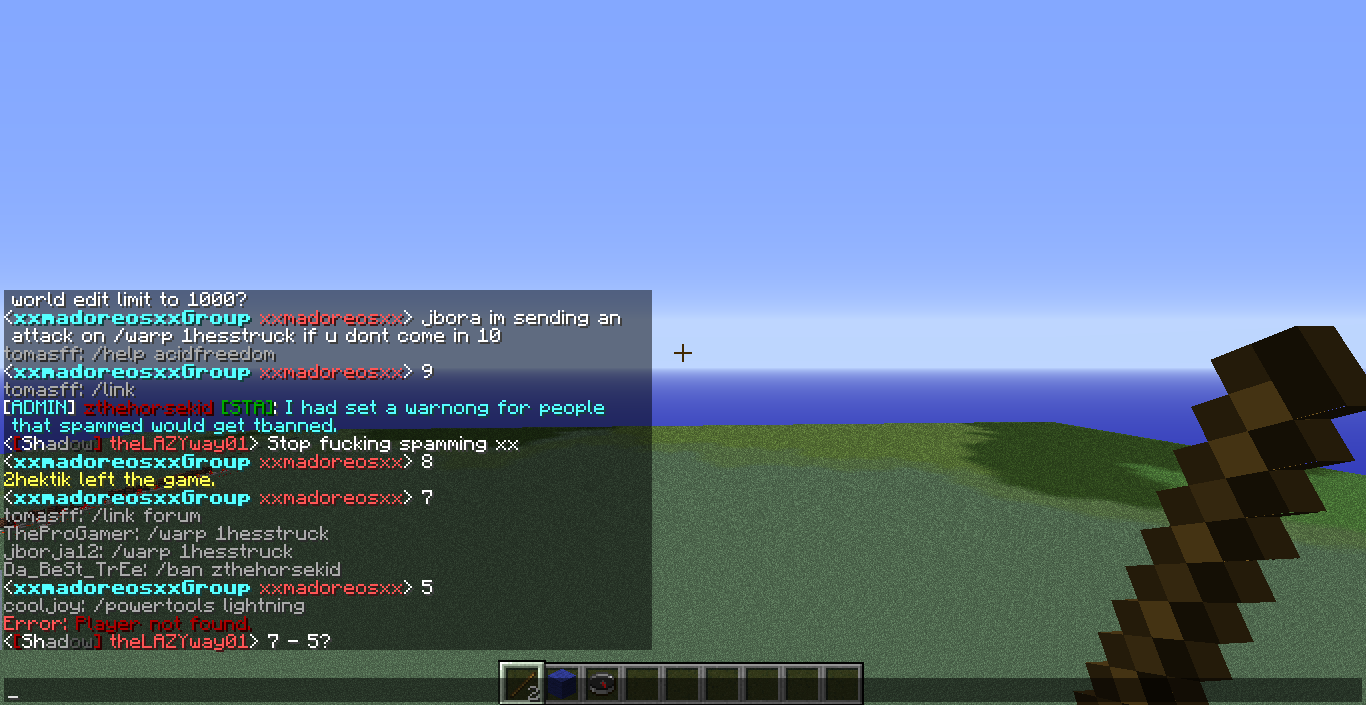 world edit limit to 1000?
<xxmadoreosxxGroup xxmadoreosxx> jbora im sending an
attack on /warp 1hesstruck if u dont come in 10
tomasff: /help acidfreedom
<xxmadoreosxxGroup xxmadoreosxx> 9
tomasff: /link
[ADMIN] zthehorsekid [STA]: I had set a warnong for people
that spammed would get tbanned.
<[Shadow] theLAZYway01> Stop fucking spamming xx
<xxmadoreosxxGroup xxmadoreosxx> 8
2hektik left the game.
<xxmadoreosxxGroup xxmadoreosxx> 7
tomasff: /link forum
TheProGamer: /warp 1hesstruck
jborja12: /warp 1hesstruck
Da_BeSt_TrEe: /ban zthehorsekid
<xxmadoreosxxGroup xxmadoreosxx> 5
cooljoy: /powertools lightning
Error: Player not found.
<[Shadow] theLAZYway01> 7 - 5?
2
_